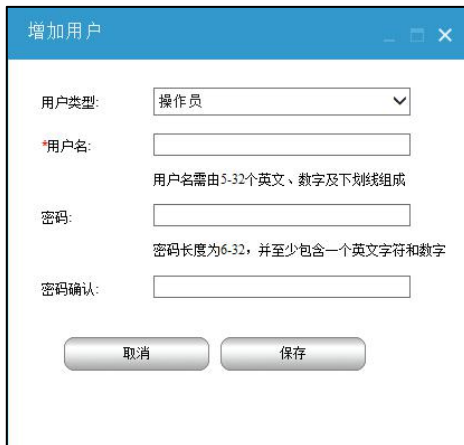 增加用户
用户类型: 操作员
*用户名:
用户名需由5-32个英文、数字及下划线组成
密码:
密码长度为6-32，并至少包含一个英文字符和数字
密码确认:
取消 保存